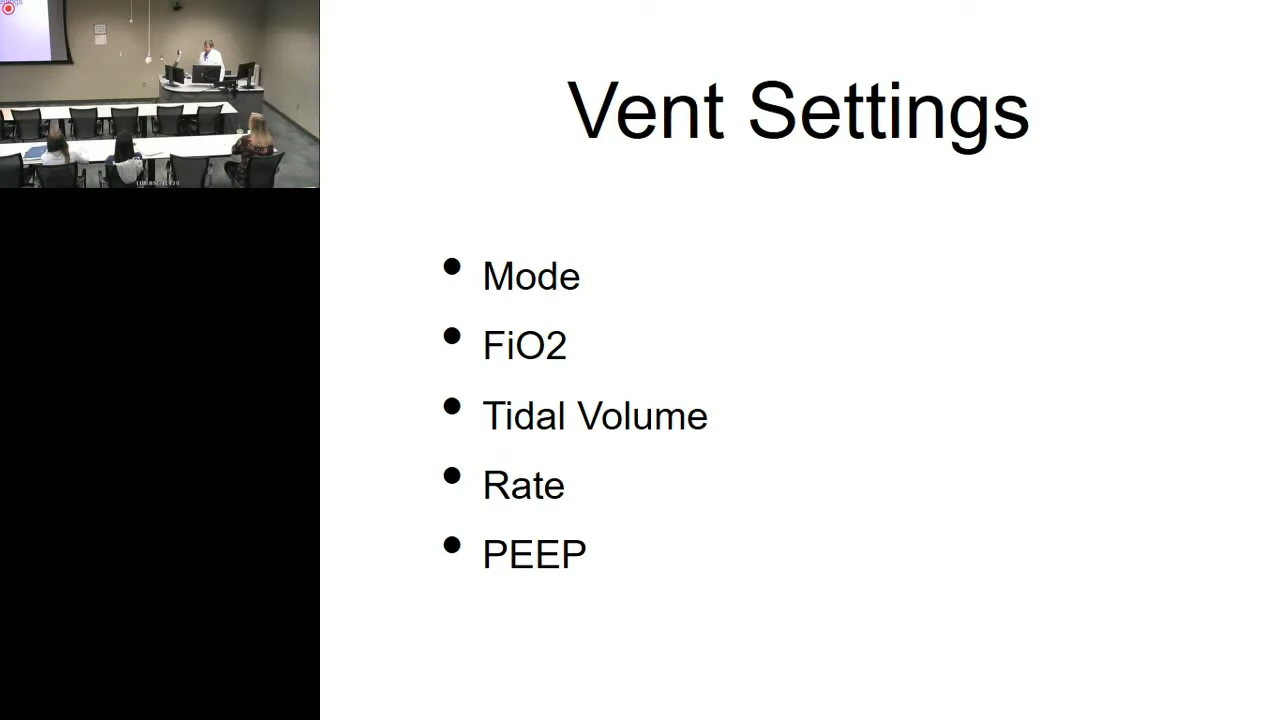 Vent Settings
Mode
FiO2
Tidal Volume
Rate
PEEP